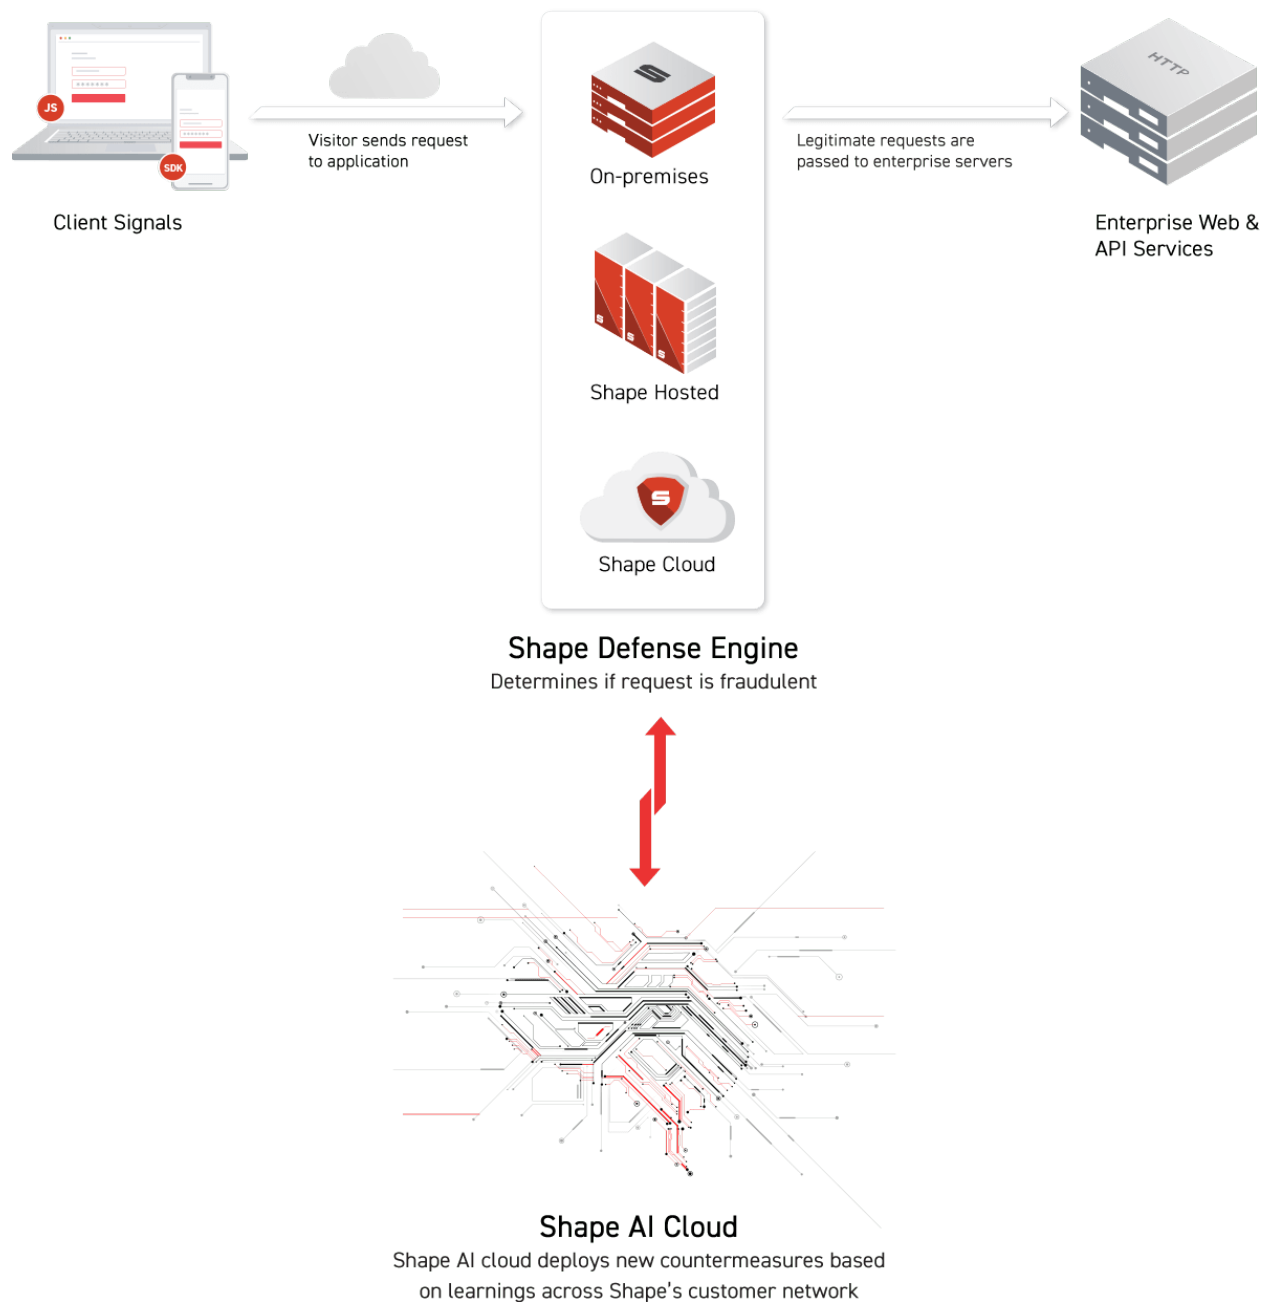 JS
SDK
Client Signals
Visitor sends request
to application
S
On-premises
S
S
S
Shape Hosted
S
Shape Cloud
Legitimate requests are
passed to enterprise servers
HTTP
Enterprise Web &
API Services
Shape Defense Engine
Determines if request is fraudulent
Shape AI Cloud
Shape AI cloud deploys new countermeasures based
on learnings across Shape's customer network